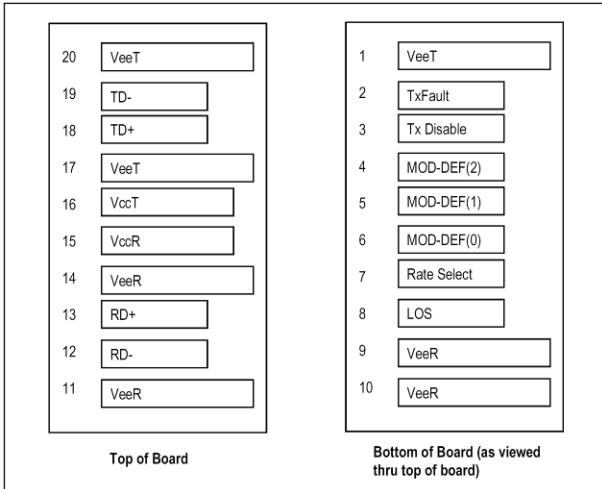 20 VeeT
19 TD-
18 TD+
17 VeeT
16 VccT
15 VccR
14 VeeR
13 RD+
12 RD-
11 VeeR
Top of Board
1 VeeT
2 TxFault
3 Tx Disable
4 MOD-DEF(2)
5 MOD-DEF(1)
6 MOD-DEF(0)
7 Rate Select
8 LOS
9 VeeR
10 VeeR
Bottom of Board (as viewed
thru top of board)